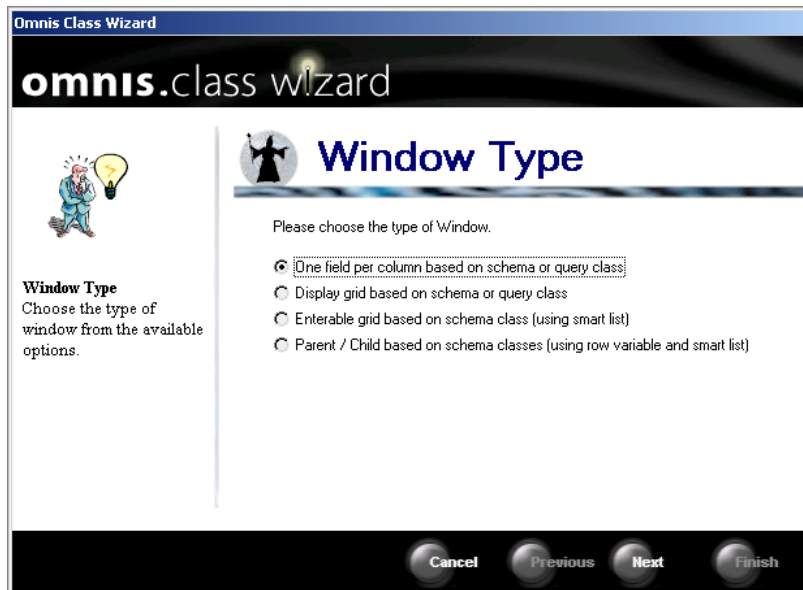 Omnis Class Wizard
omnis.class wizard
Window Type
Please choose the type of Window.
One field per column based on schema or query class
Display grid based on schema or query class
Enterable grid based on schema class (using smart list)
Parent / Child based on schema classes (using row variable and smart list)
Window Type
Choose the type of
window from the available
options.
Cancel
Previous
Next
Finish